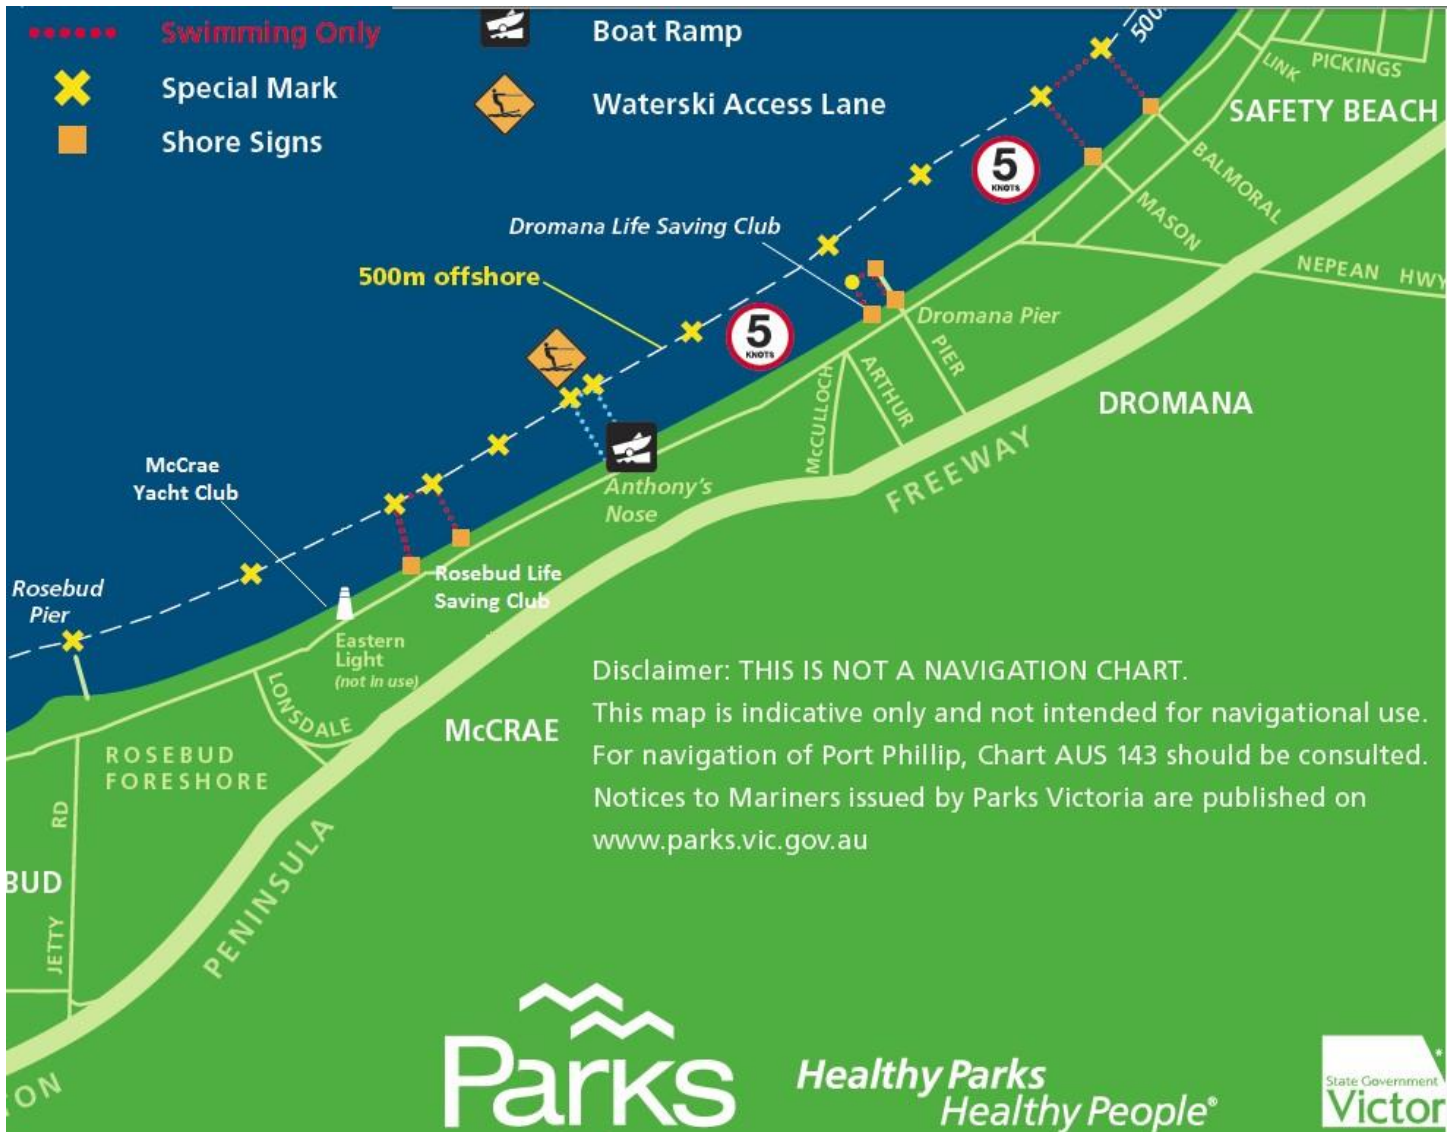 Swimming Only
Special Mark
Shore Signs
Boat Ramp
Waterski Access Lane
500
LINK
PICKINGS
SAFETY BEACH
BALMORAL
MASON
NEPEAN HWY
5
KNOTS
Dromana Life Saving Club
500m offshore
5
KNOTS
Dromana Pier
PIER
ARTHUR
McCULLOCH
DROMANA
FREEWAY
McCrae
Yacht Club
Anthony's
Nose
Rosebud
Pier
Rosebud Life
Saving Club
Eastern
Light
(not in use)
LONSDALE
McCRAE
ROSEBUD
FORESHORE
JETTY RD
BUD
PENINSULA
TON
Disclaimer: THIS IS NOT A NAVIGATION CHART.
This map is indicative only and not intended for navigational use.
For navigation of Port Phillip, Chart AUS 143 should be consulted.
Notices to Mariners issued by Parks Victoria are published on
www.parks.vic.gov.au
Parks
Healthy Parks
Healthy People®
State Government
Victor